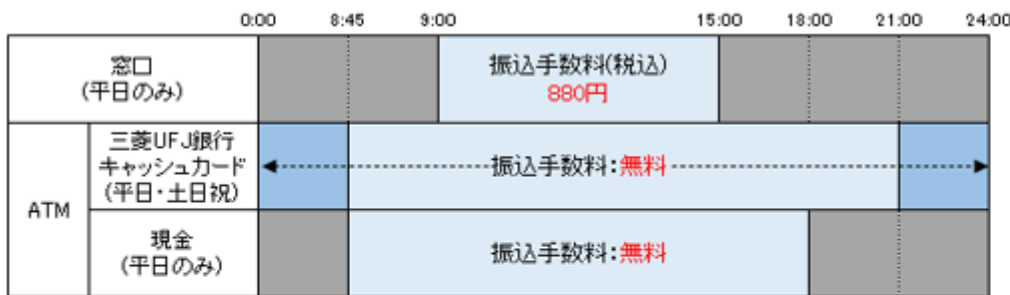 0:00 8:45 9:00 15:00 18:00 21:00 24:00
窓口
(平日のみ)
振込手数料(税込)
880円
ATM
三菱UFJ銀行
キャッシュカード
(平日・土日祝)
振込手数料:無料
現金
(平日のみ)
振込手数料:無料